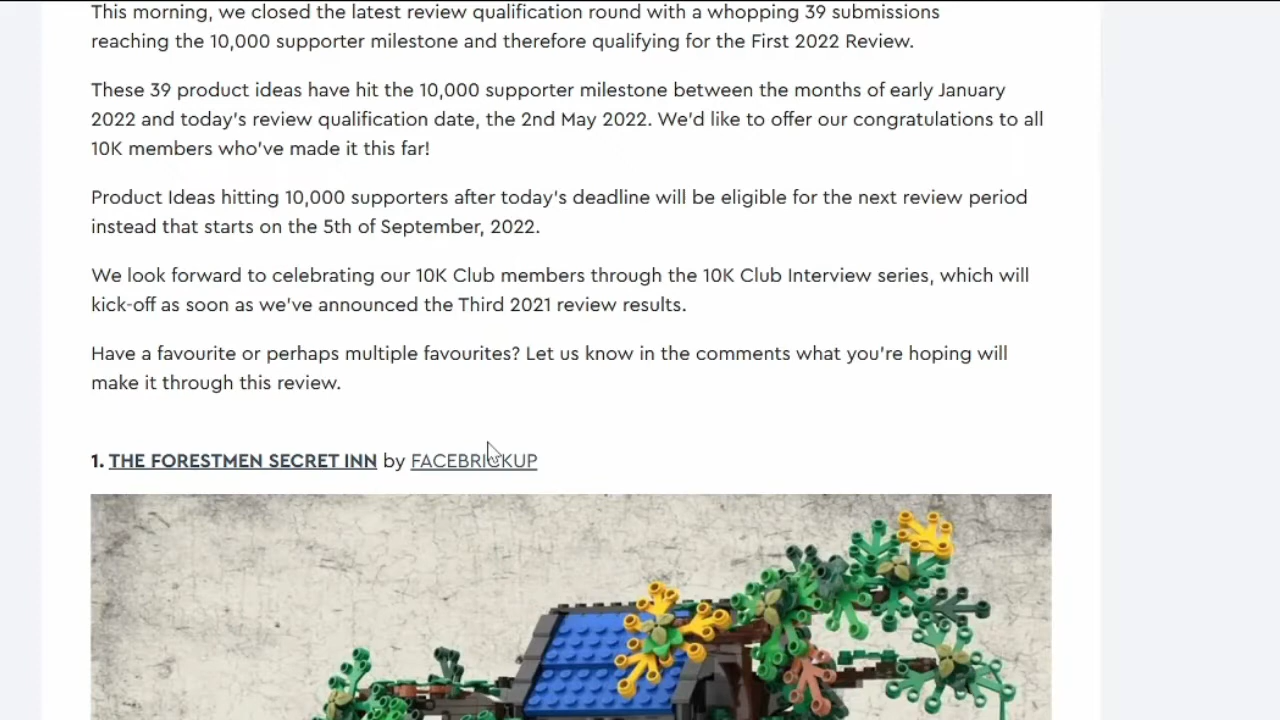 This morning, we closed the latest review qualification round with a whopping 39 submissions
reaching the 10,000 supporter milestone and therefore qualifying for the First 2022 Review.
These 39 product ideas have hit the 10,000 supporter milestone between the months of early January
2022 and today's review qualification date, the 2nd May 2022. We'd like to offer our congratulations to all
10K members who've made it this far!
Product Ideas hitting 10,000 supporters after today's deadline will be eligible for the next review period
instead that starts on the 5th of September, 2022.
We look forward to celebrating our 10K Club members through the 10K Club Interview series, which will
kick-off as soon as we've announced the Third 2021 review results.
Have a favourite or perhaps multiple favourites? Let us know in the comments what you're hoping will
make it through this review.
1. THE FORESTMEN SECRET INN by FACEBRICKUP